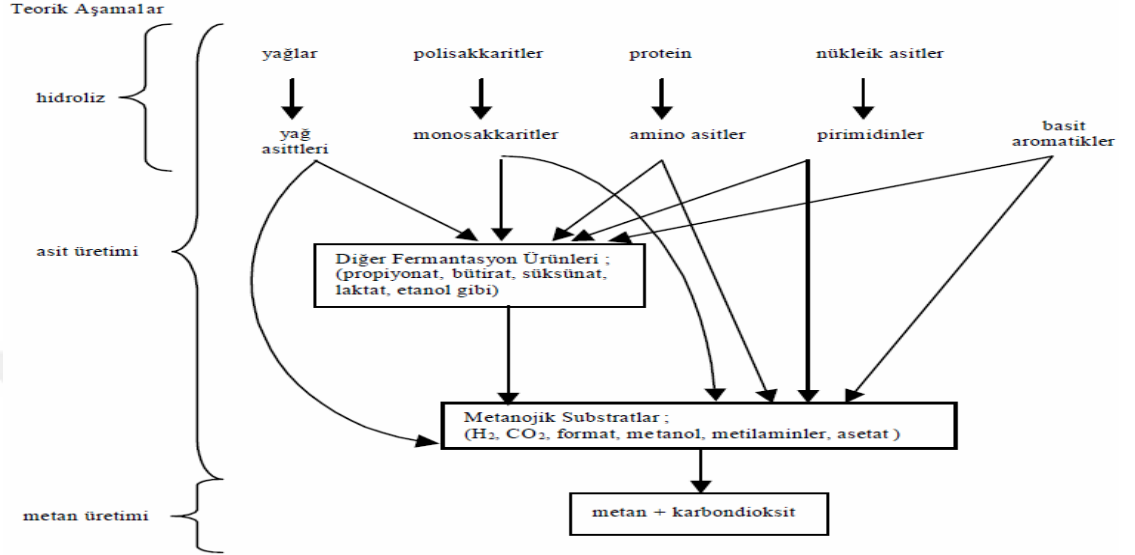 Teorik Aşamalar
yağlar polisakkaritler protein nükleik asitler
hidroliz
yağ
asittleri
monosakkaritler amino asitler pirimidinler
basit
aromatikler
asit üretimi
Diğer Fermantasyon Ürünleri ;
(propiyonat, bütirat, süksünat,
laktat, etanol gibi)
Metanojik Substratlar ;
(H₂, CO₂, format, metanol, metilaminler, asetat )
metan üretimi
metan + karbondioksit